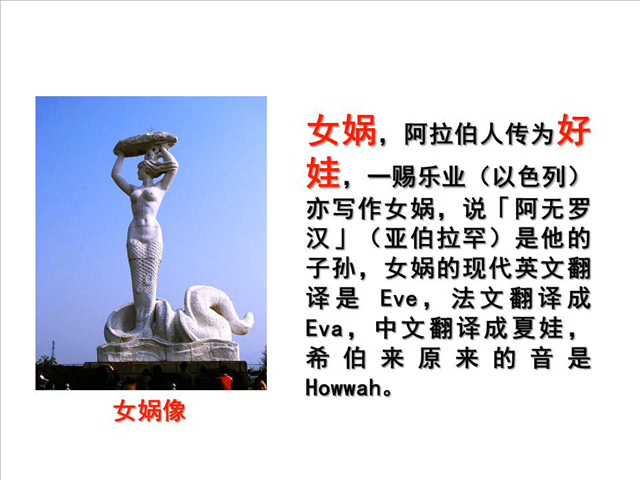 女娲，阿拉伯人传为好
娃，一赐乐业（以色列）
亦写作女娲，说「阿无罗
汉」（亚伯拉罕）是他的
子孙，女娲的现代英文翻
译是 Eve，法文翻译成
Eva，中文翻译成夏娃，
希伯来原来的音是
Howwah。
女娲像